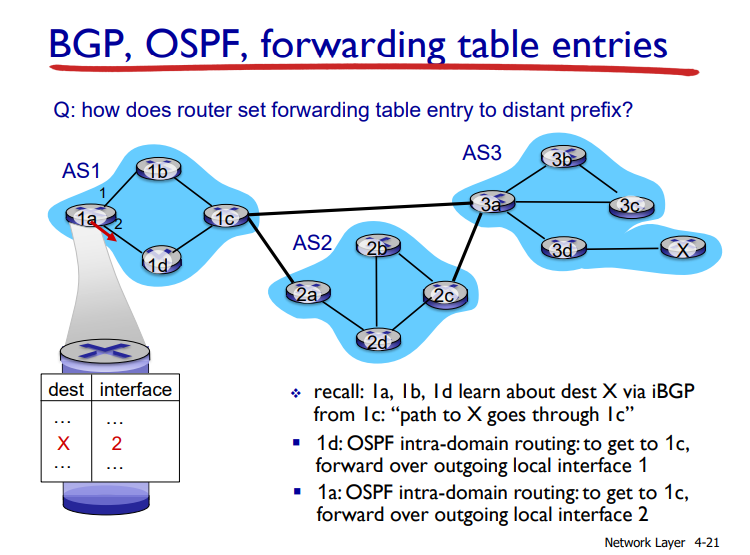 BGP, OSPF, forwarding table entries
Q: how does router set forwarding table entry to distant prefix?
AS1
1b
1
1a
2
1c
1d
AS3
3b
3a
3c
3d
X
AS2
2b
2a
2c
2d
dest interface
... ...
X 2
... ...
❖ recall: 1a, 1b, 1d learn about dest X via iBGP
from 1c: “path to X goes through 1c”
▪ 1d: OSPF intra-domain routing: to get to 1c,
forward over outgoing local interface 1
▪ 1a: OSPF intra-domain routing: to get to 1c,
forward over outgoing local interface 2
Network Layer 4-21